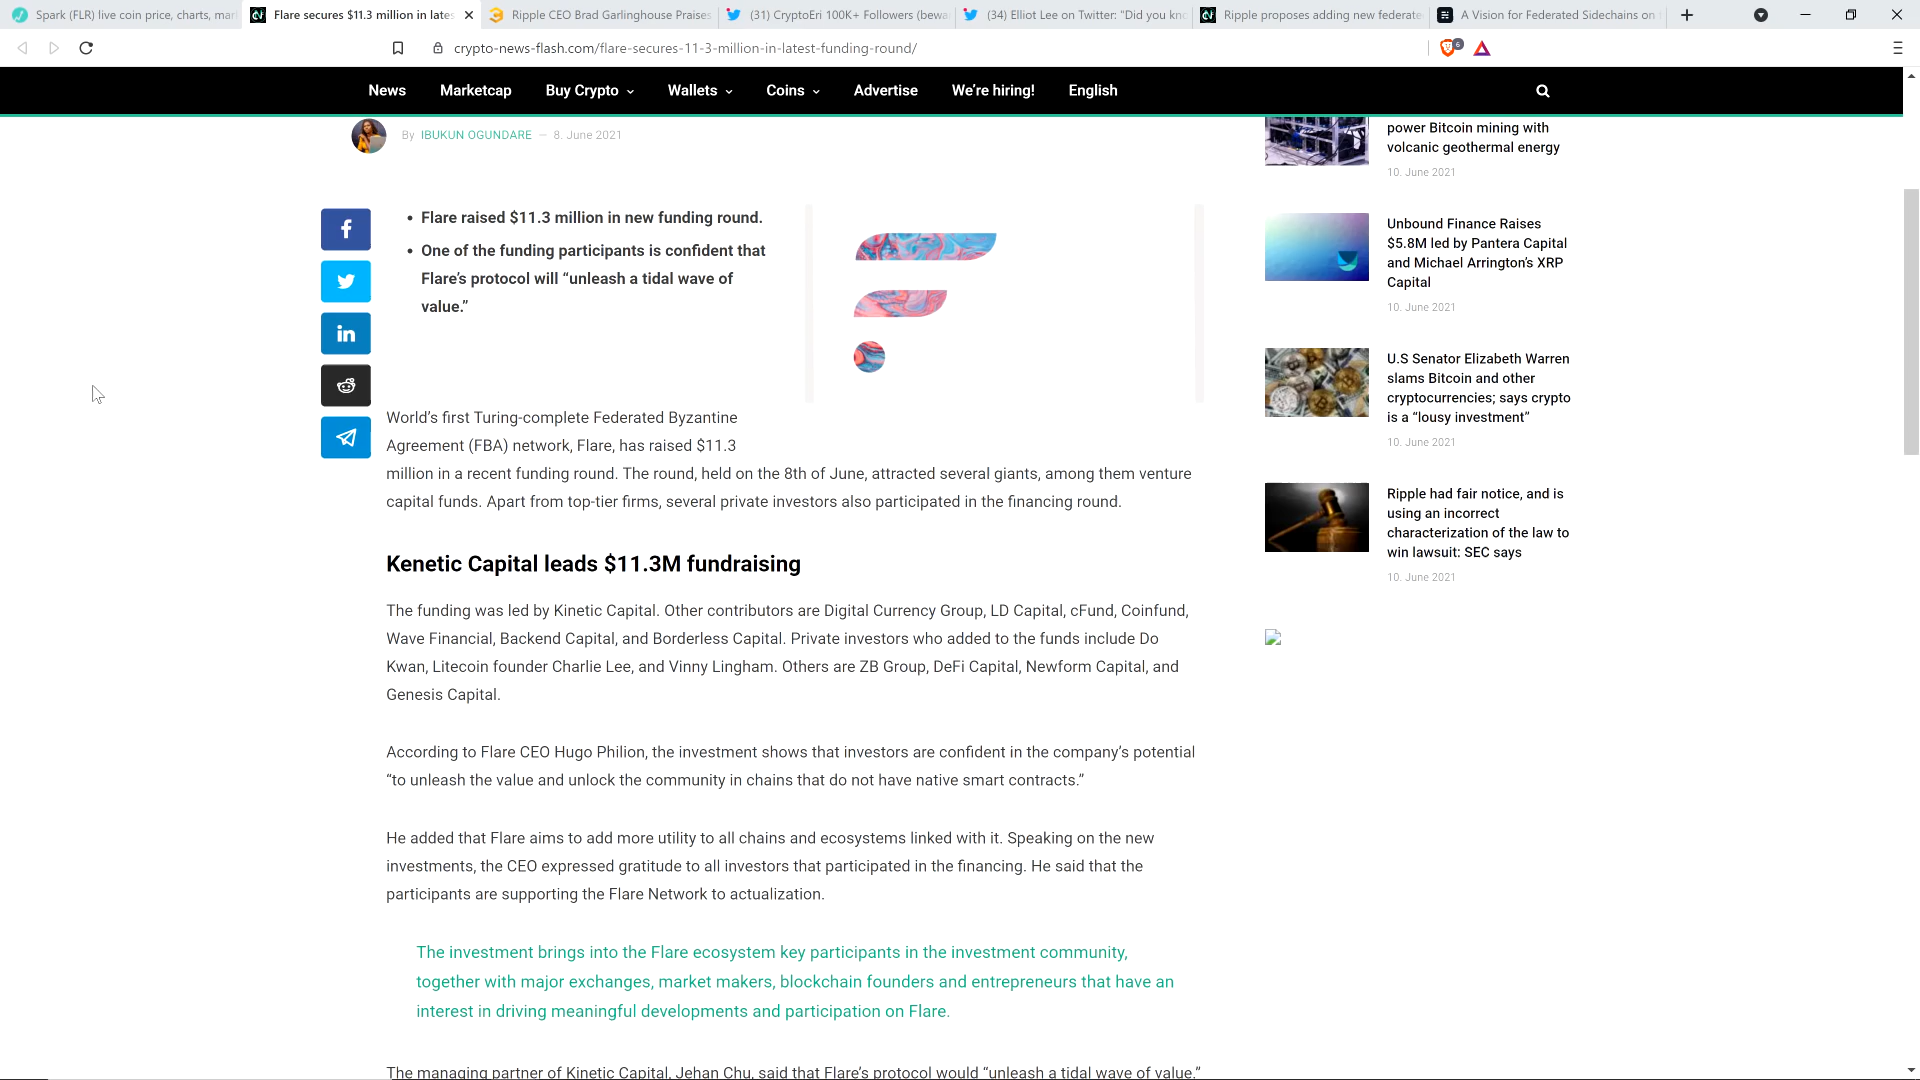 Spark (FLR) live coin price, charts, mar
Flare secures $11.3 million in lates
Ripple CEO Brad Garlinghouse Praises
(31) CryptoEri 100K+ Followers (bewa
(34) Elliot Lee on Twitter: "Did you kno
Ripple proposes adding new federate
A Vision for Federated Sidechains on
crypto-news-flash.com/flare-secures-11-3-million-in-latest-funding-round/
6
News
Marketcap
Buy Crypto
Wallets
Coins
Advertise
We're hiring!
English
By IBUKUN OGUNDARE — 8. June 2021
• Flare raised $11.3 million in new funding round.
• One of the funding participants is confident that
Flare's protocol will “unleash a tidal wave of
value.”
World's first Turing-complete Federated Byzantine
Agreement (FBA) network, Flare, has raised $11.3
million in a recent funding round. The round, held on the 8th of June, attracted several giants, among them venture
capital funds. Apart from top-tier firms, several private investors also participated in the financing round.
Kenetic Capital leads $11.3M fundraising
The funding was led by Kinetic Capital. Other contributors are Digital Currency Group, LD Capital, cFund, Coinfund,
Wave Financial, Backend Capital, and Borderless Capital. Private investors who added to the funds include Do
Kwan, Litecoin founder Charlie Lee, and Vinny Lingham. Others are ZB Group, DeFi Capital, Newform Capital, and
Genesis Capital.
According to Flare CEO Hugo Philion, the investment shows that investors are confident in the company's potential
“to unleash the value and unlock the community in chains that do not have native smart contracts.”
He added that Flare aims to add more utility to all chains and ecosystems linked with it. Speaking on the new
investments, the CEO expressed gratitude to all investors that participated in the financing. He said that the
participants are supporting the Flare Network to actualization.
The investment brings into the Flare ecosystem key participants in the investment community,
together with major exchanges, market makers, blockchain founders and entrepreneurs that have an
interest in driving meaningful developments and participation on Flare.
The managing partner of Kinetic Capital, Jehan Chu, said that Flare's protocol would “unleash a tidal wave of value.”
power Bitcoin mining with
volcanic geothermal energy
10. June 2021
Unbound Finance Raises
$5.8M led by Pantera Capital
and Michael Arrington's XRP
Capital
10. June 2021
U.S Senator Elizabeth Warren
slams Bitcoin and other
cryptocurrencies; says crypto
is a “lousy investment”
10. June 2021
Ripple had fair notice, and is
using an incorrect
characterization of the law to
win lawsuit: SEC says
10. June 2021